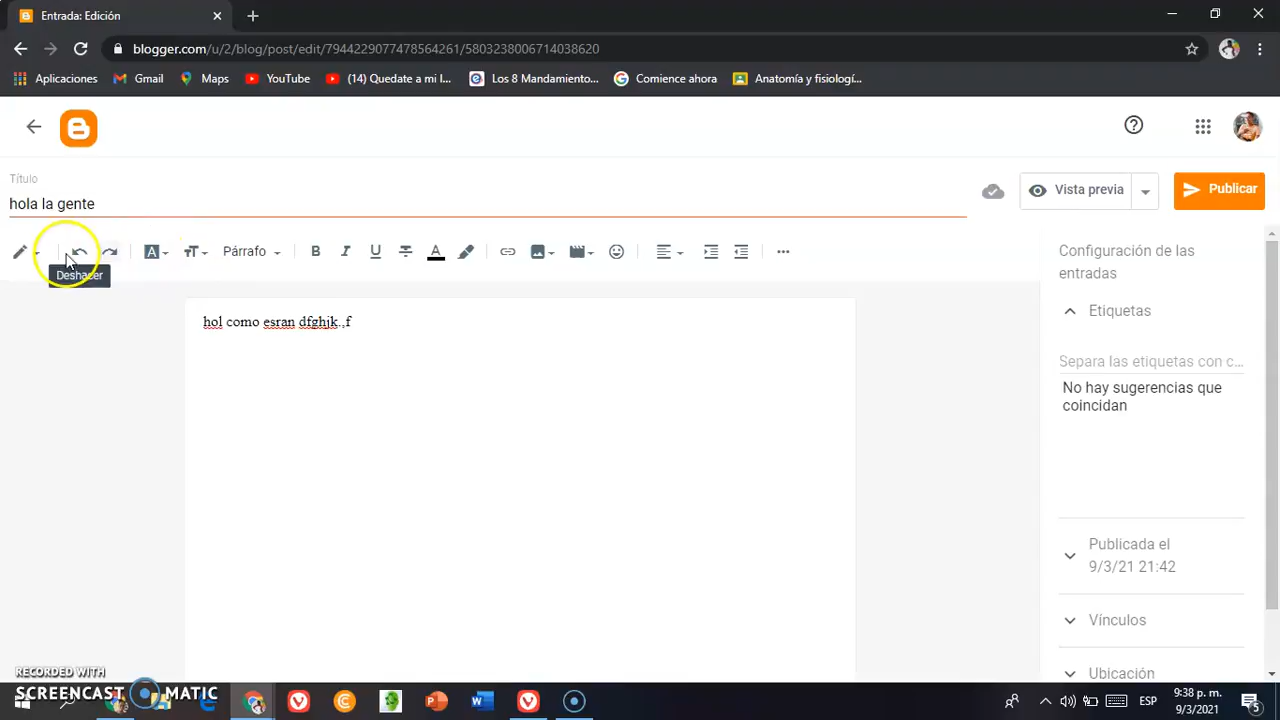 Entrada: Edición
blogger.com/u/2/blog/post/edit/7944229077478564261/5803238006714038620
Aplicaciones
Gmail
Maps
YouTube
(14) Quedate a mi l...
Los 8 Mandamiento...
Comience ahora
Anatomía y fisiologí...
Título
hola la gente
Vista previa
Publicar
Párrafo
B I U A
Deshacer
hol como esran dfghjk.,f
Configuración de las
entradas
Etiquetas
Separa las etiquetas con c...
No hay sugerencias que
coincidan
Publicada el
9/3/21 21:42
Vínculos
Ubicación
RECORDED WITH
SCREENCAST MATIC
ESP
9:38 p. m.
9/3/2021
5